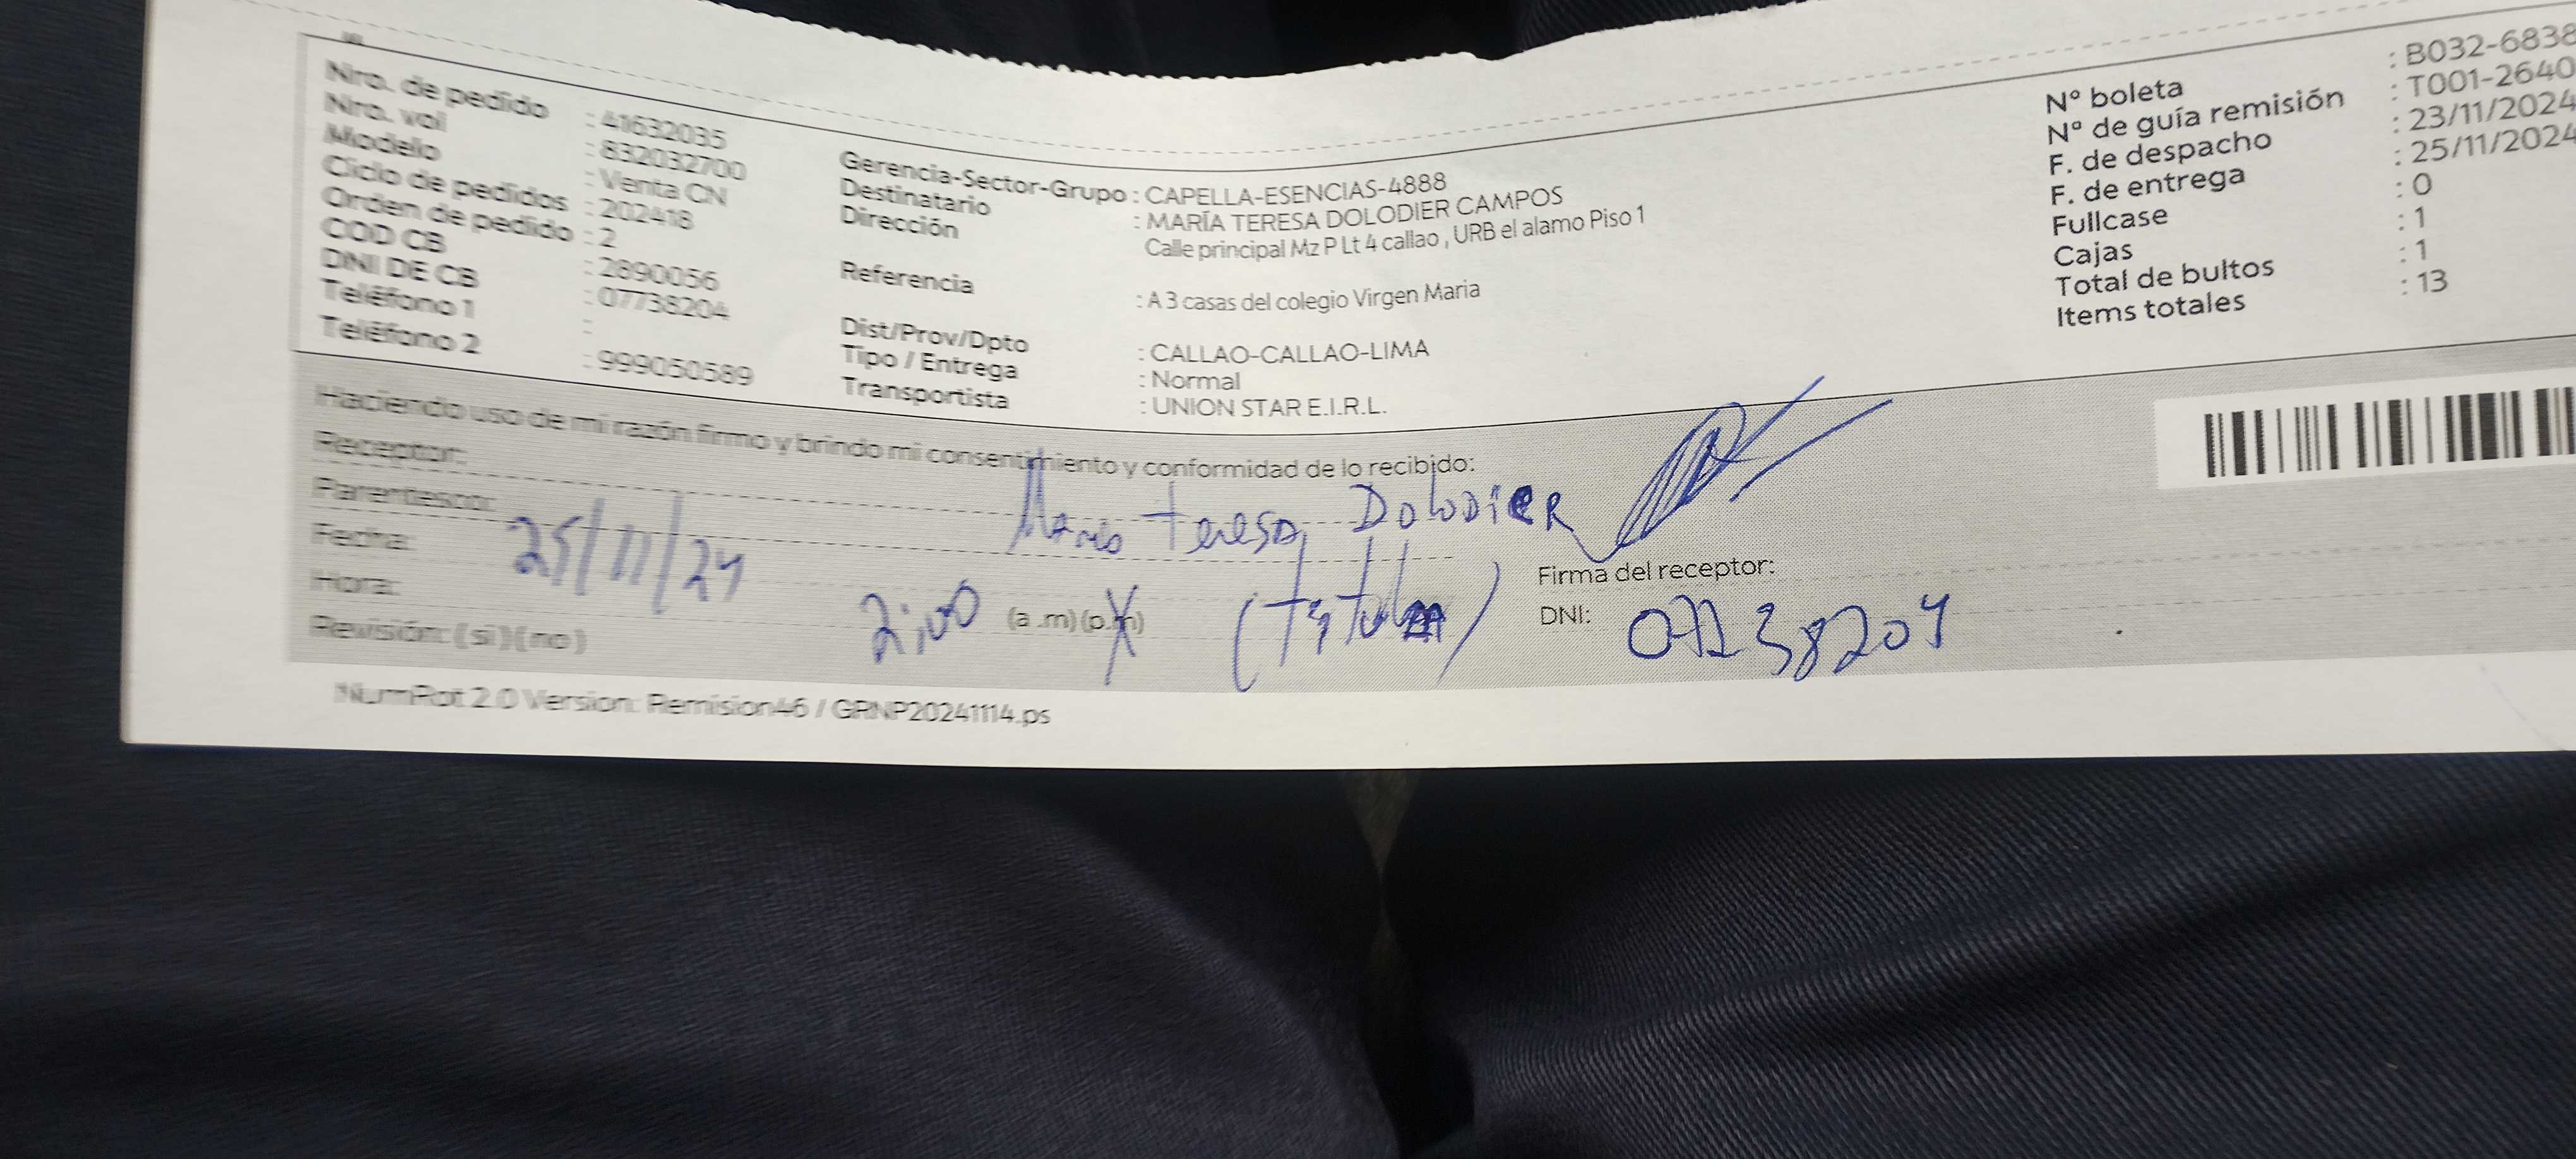 Nro. de pedido : 41632035
Nro. vol : 832032700
Modelo : Venta CN
Ciclo de pedidos : 202418
Orden de pedido : 2
COD CB : 2890056
DNI DE CB : 07738204
Teléfono 1 :
Teléfono 2 : 999050589
Gerencia-Sector-Grupo : CAPELLA-ESENCIAS-4888
Destinatario : MARÍA TERESA DOLODIER CAMPOS
Dirección Calle principal Mz P Lt 4 callao , URB el alamo Piso 1
Referencia : A 3 casas del colegio Virgen Maria
Dist/Prov/Dpto : CALLAO-CALLAO-LIMA
Tipo / Entrega : Normal
Transportista : UNION STAR E.I.R.L.
N° boleta : B032-6838
N° de guía remisión : T001-2640
F. de despacho : 23/11/2024
F. de entrega : 25/11/2024
Fullcase : 0
Cajas : 1
Total de bultos : 1
Items totales : 13
Haciendo uso de mi razón firmo y brindo mi consentimiento y conformidad de lo recibido:
Receptor: Maria Teresa Dolodier
Parentesco: (titular)
Fecha: 25/11/24
Hora: 2:00 (a .m) (p.m)
Revisión: ( si ) ( no )
Firma del receptor:
DNI: 07738204
NumRot 2.0 Version: Remision46 / GRNP20241114.ps